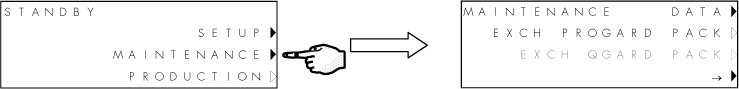 STANDBY
SETUP
MAINTENANCE
PRODUCTION
MAINTENANCE DATA
EXCH PROGARD PACK
EXCH QGARD PACK
→